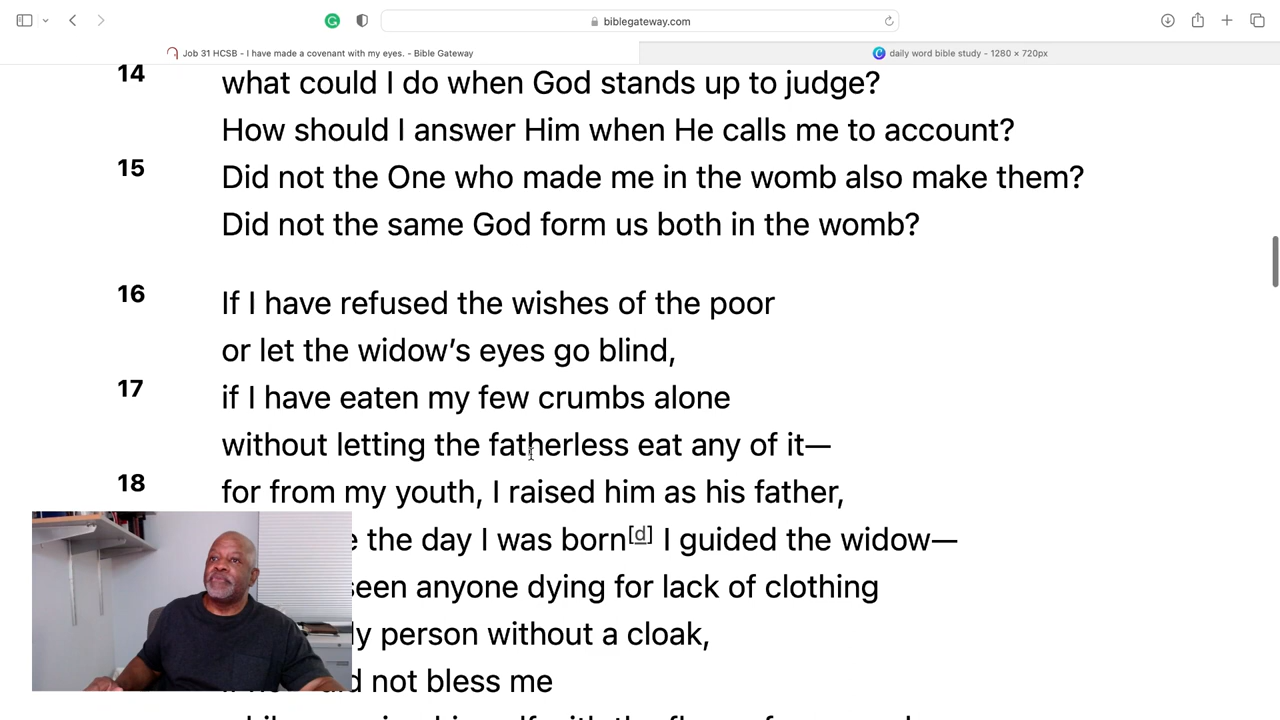 biblegateway.com
Job 31 HCSB - I have made a covenant with my eyes. - Bible Gateway
daily word bible study - 1280 × 720px
14 what could I do when God stands up to judge?
How should I answer Him when He calls me to account?
15 Did not the One who made me in the womb also make them?
Did not the same God form us both in the womb?
16 If I have refused the wishes of the poor
or let the widow’s eyes go blind,
17 if I have eaten my few crumbs alone
without letting the fatherless eat any of it—
18 for from my youth, I raised him as his father,
the day I was born[d] I guided the widow—
seen anyone dying for lack of clothing
person without a cloak,
not bless me